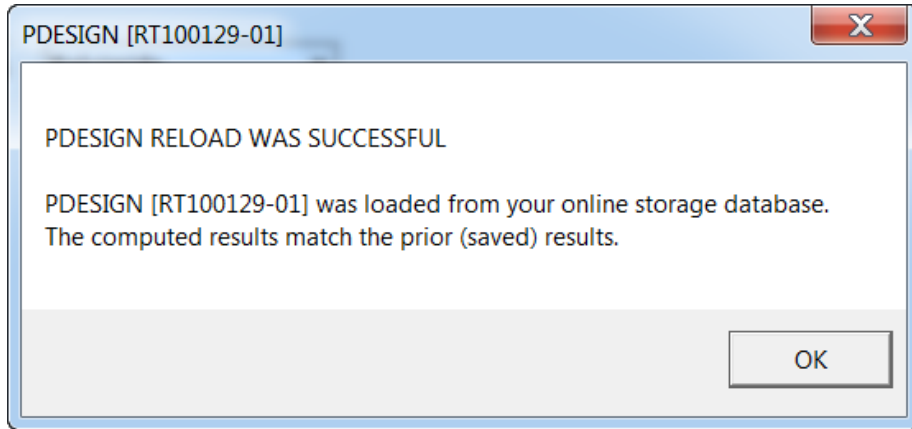 PDESIGN [RT100129-01]
PDESIGN RELOAD WAS SUCCESSFUL
PDESIGN [RT100129-01] was loaded from your online storage database.
The computed results match the prior (saved) results.
OK